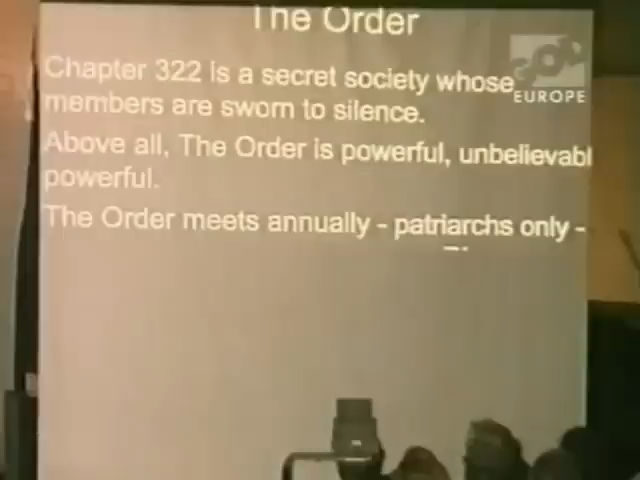 The Order
Chapter 322 is a secret society whose
members are sworn to silence.
Above all, The Order is powerful, unbelievabl
powerful.
The Order meets annually - patriarchs only -
GOD
EUROPE